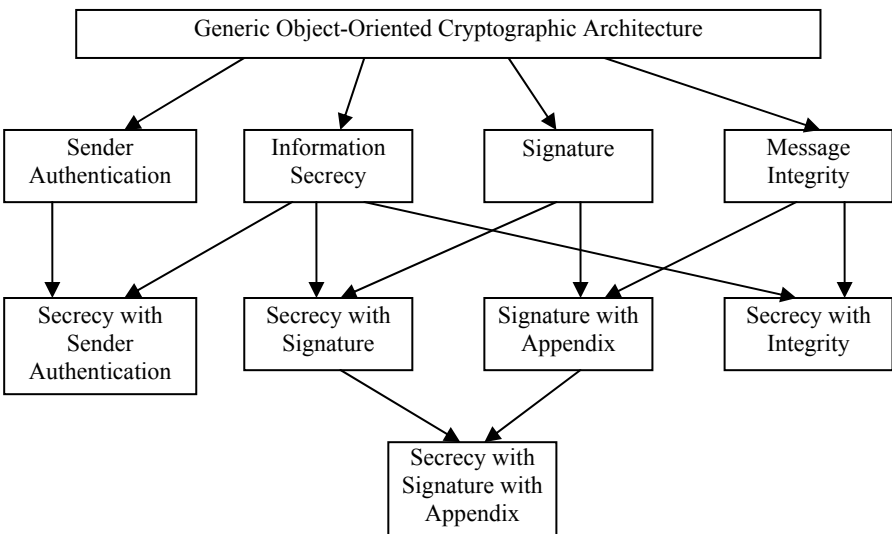 Generic Object-Oriented Cryptographic Architecture
Sender
Authentication
Information
Secrecy
Signature
Message
Integrity
Secrecy with
Sender
Authentication
Secrecy with
Signature
Signature with
Appendix
Secrecy with
Integrity
Secrecy with
Signature with
Appendix